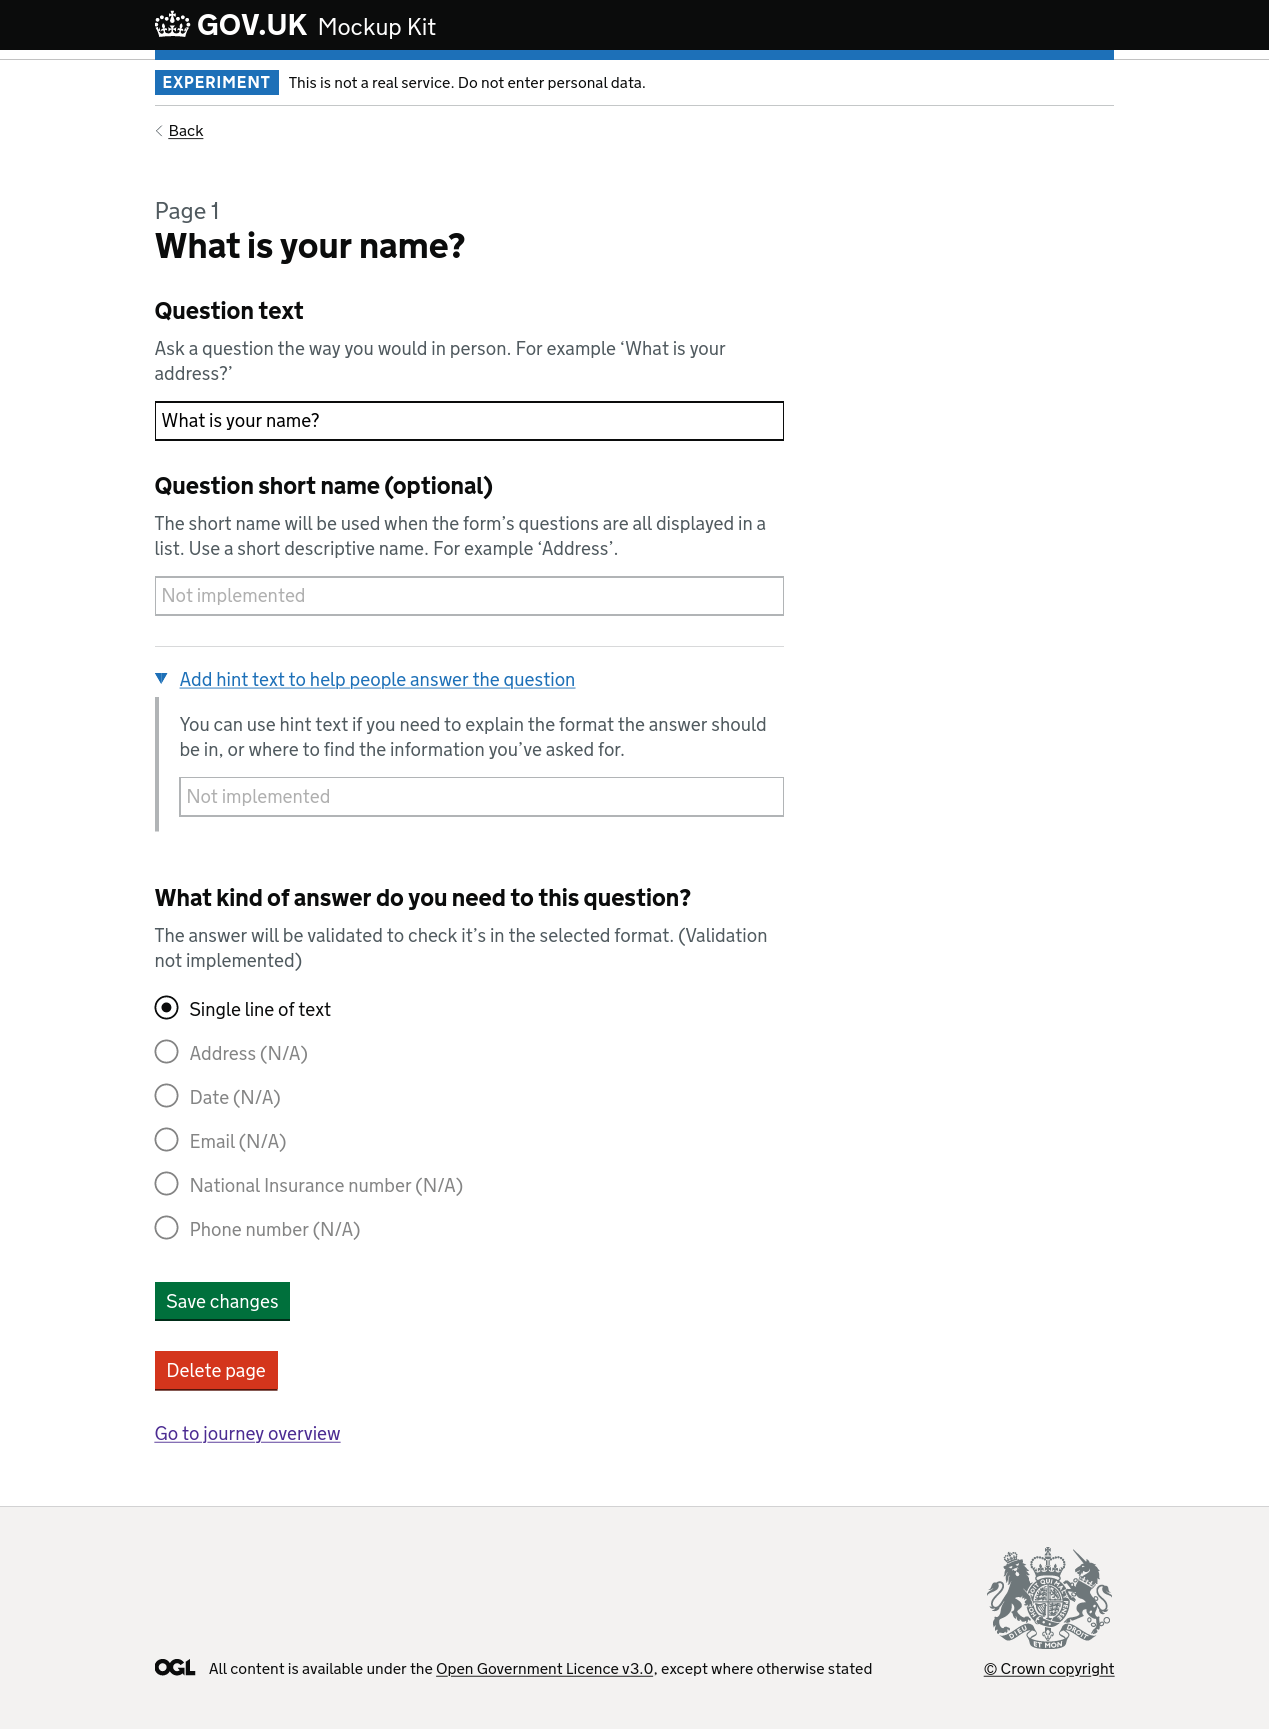 GOV.UK Mockup Kit
EXPERIMENT This is not a real service. Do not enter personal data.
Back
Page 1
What is your name?
Question text
Ask a question the way you would in person. For example ‘What is your
address?’
What is your name?
Question short name (optional)
The short name will be used when the form’s questions are all displayed in a
list. Use a short descriptive name. For example ‘Address’.
Not implemented
Add hint text to help people answer the question
You can use hint text if you need to explain the format the answer should
be in, or where to find the information you’ve asked for.
Not implemented
What kind of answer do you need to this question?
The answer will be validated to check it’s in the selected format. (Validation
not implemented)
Single line of text
Address (N/A)
Date (N/A)
Email (N/A)
National Insurance number (N/A)
Phone number (N/A)
Save changes
Delete page
Go to journey overview
DIEU ET MON DROIT
OGL All content is available under the Open Government Licence v3.0, except where otherwise stated
© Crown copyright